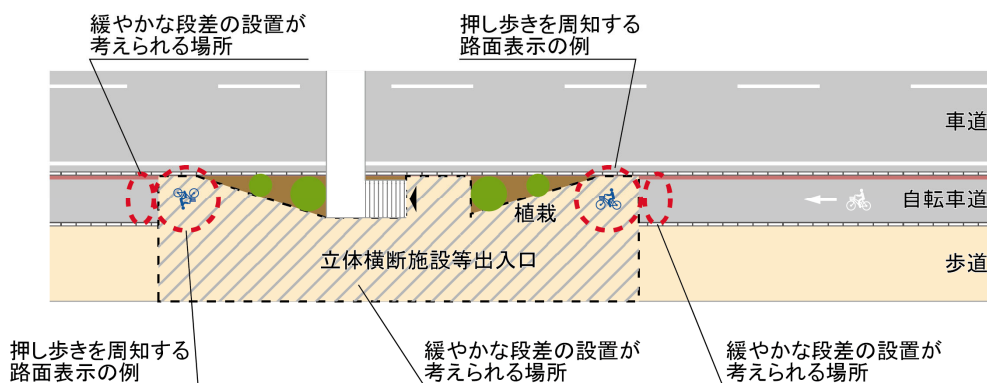 緩やかな段差の設置が
考えられる場所
押し歩きを周知する
路面表示の例
車道
自転車道
植栽
立体横断施設等出入口
歩道
押し歩きを周知する
路面表示の例
緩やかな段差の設置が
考えられる場所
緩やかな段差の設置が
考えられる場所